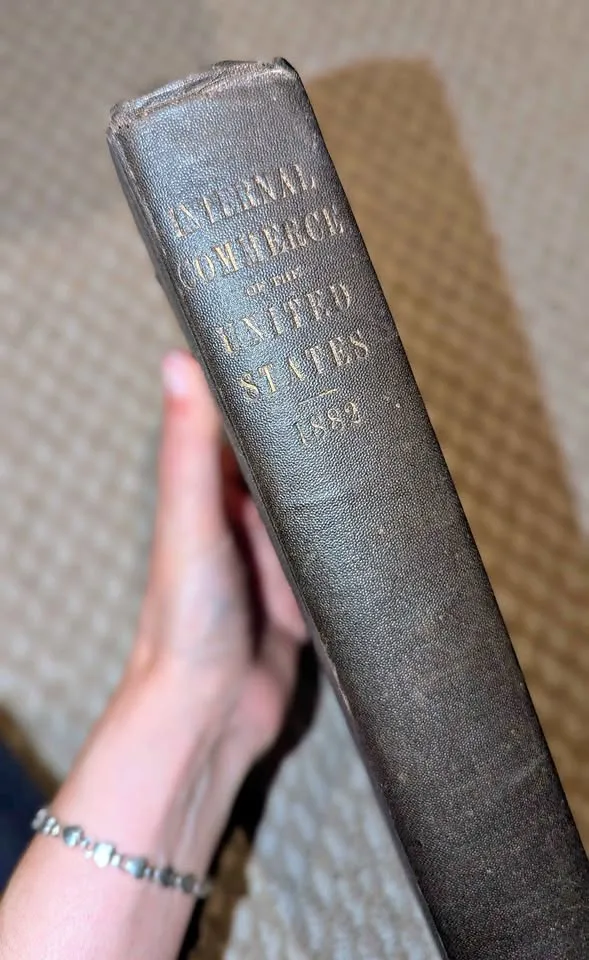 INTERNAL
COMMERCE
OF THE
UNITED
STATES
1882